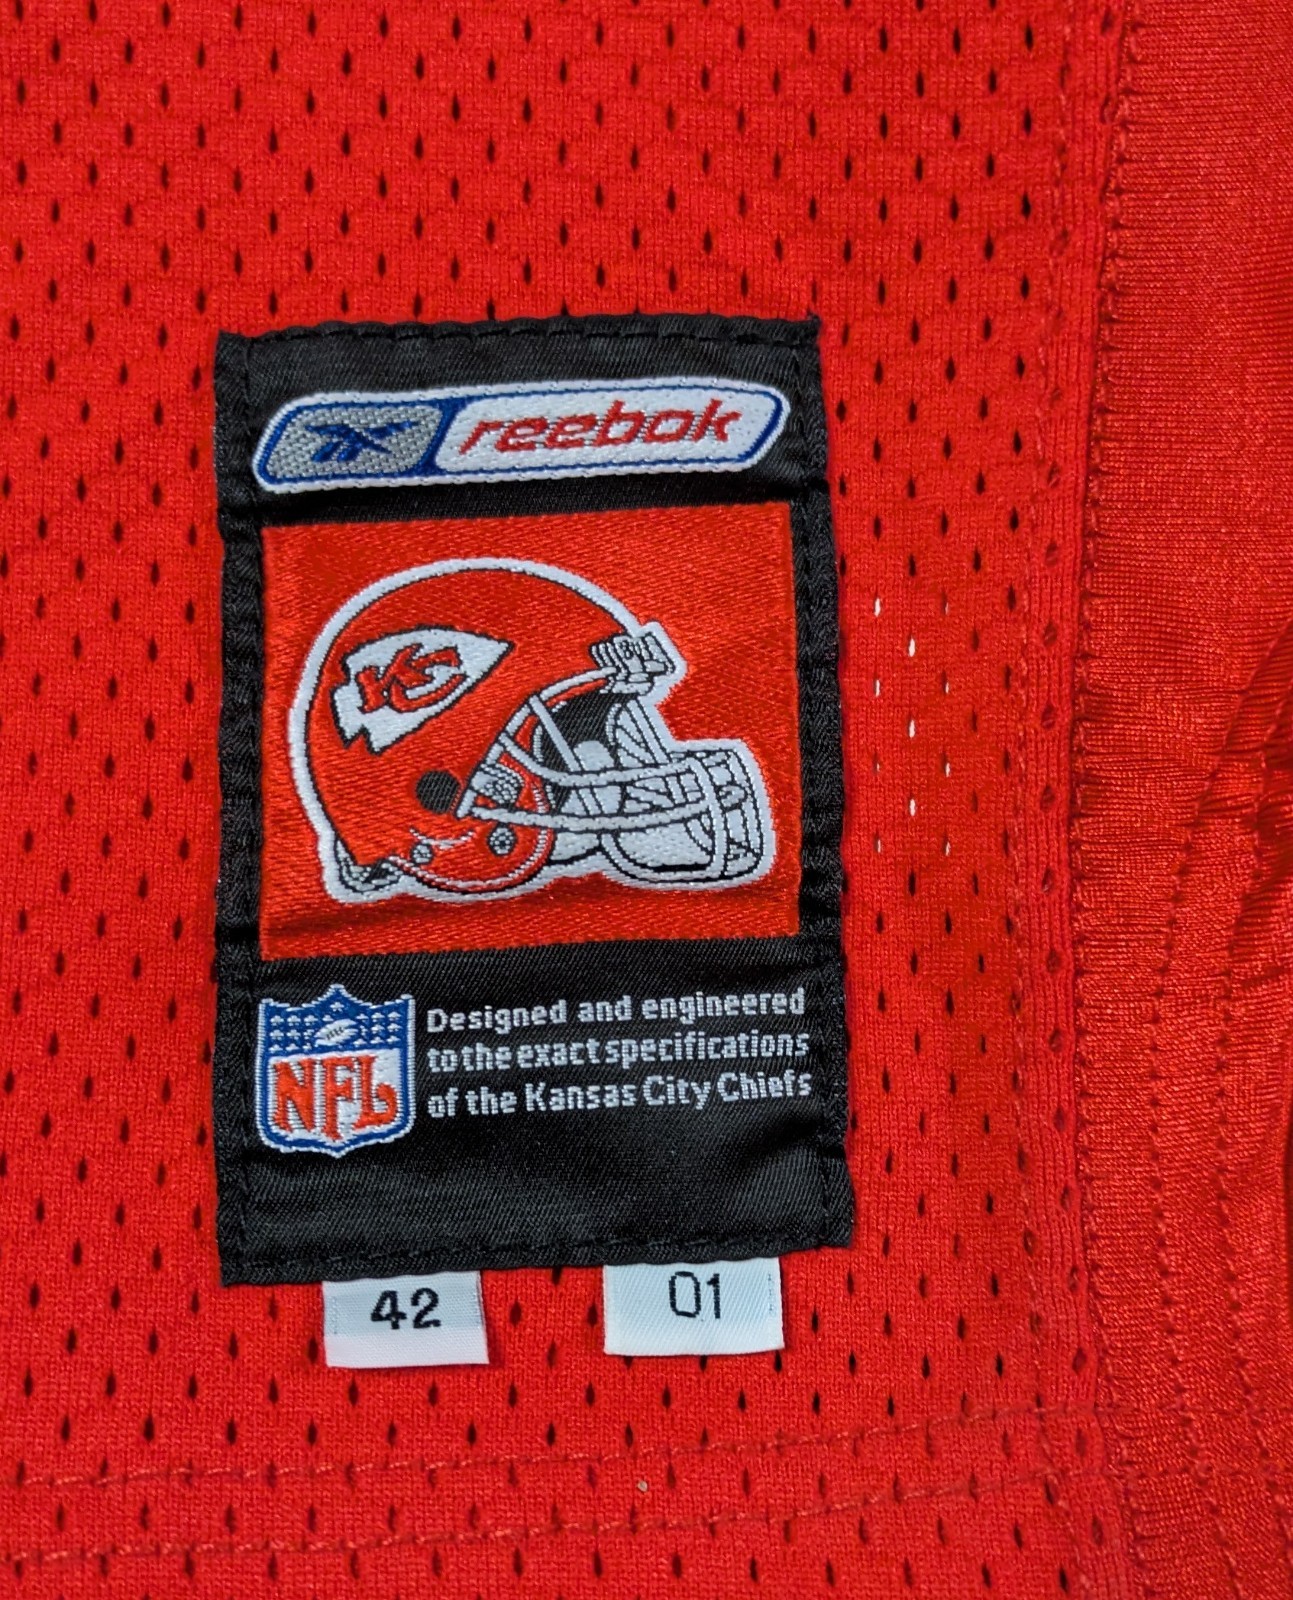 reebok
KC
NFL
Designed and engineered
to the exact specifications
of the Kansas City Chiefs
42
01